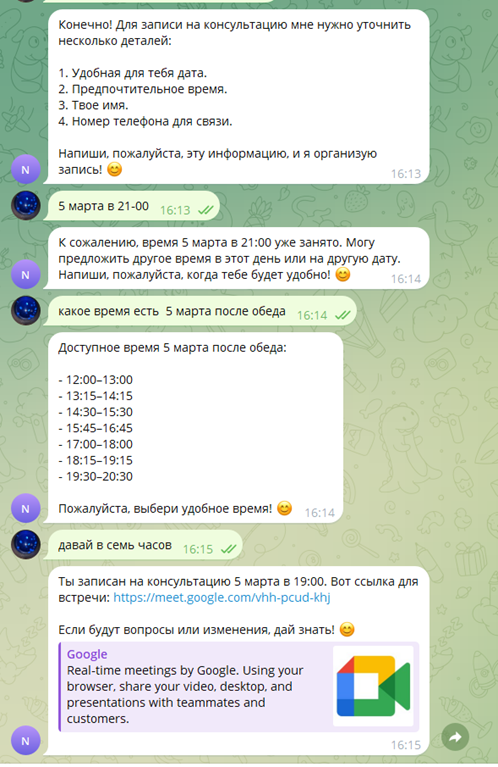 Конечно! Для записи на консультацию мне нужно уточнить
несколько деталей:
1. Удобная для тебя дата.
2. Предпочтительное время.
3. Твое имя.
4. Номер телефона для связи.
Напиши, пожалуйста, эту информацию, и я организую
запись! 😊
16:13
N
5 марта в 21-00 16:13
К сожалению, время 5 марта в 21:00 уже занято. Могу
предложить другое время в этот день или на другую дату.
Напиши, пожалуйста, когда тебе будет удобно! 😊
16:14
N
какое время есть  5 марта после обеда 16:14
Доступное время 5 марта после обеда:
- 12:00–13:00
- 13:15–14:15
- 14:30–15:30
- 15:45–16:45
- 17:00–18:00
- 18:15–19:15
- 19:30–20:30
Пожалуйста, выбери удобное время! 😊 16:14
N
давай в семь часов 16:15
Ты записан на консультацию 5 марта в 19:00. Вот ссылка для
встречи: https://meet.google.com/vhh-pcud-khj
Если будут вопросы или изменения, дай знать! 😊
Google
Real-time meetings by Google. Using your
browser, share your video, desktop, and
presentations with teammates and
customers.
16:15
N